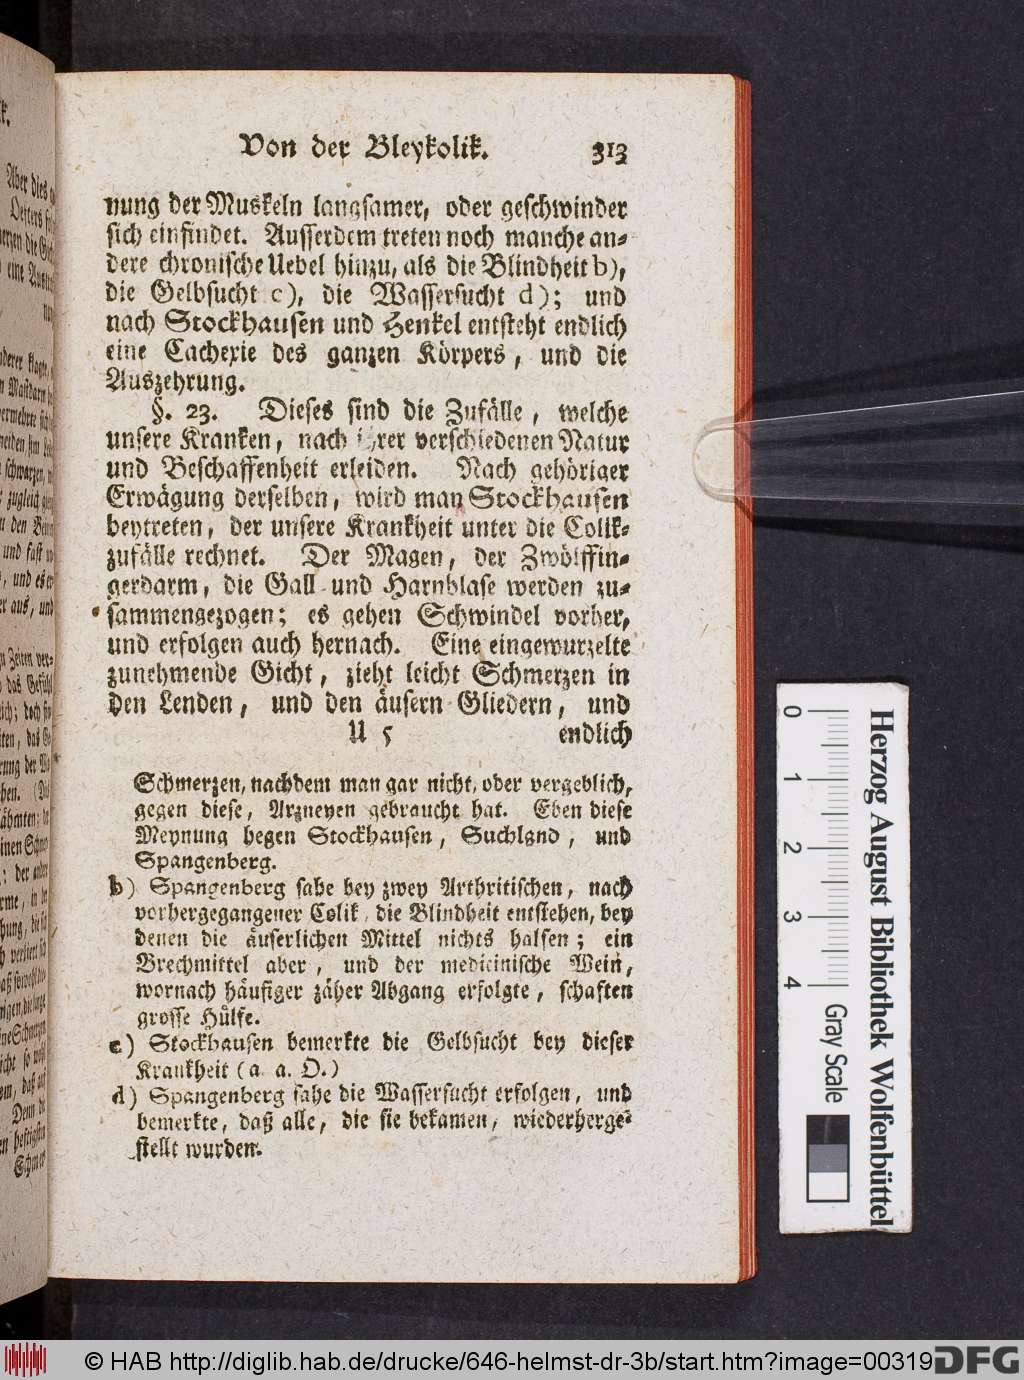 Von der Bleykolik. 313
nung der Muskeln langsamer, oder geschwinder
sich einfindet. Ausserdem treten noch manche an-
dere chronische Uebel hinzu, als die Blindheit b),
die Gelbsucht c), die Wassersucht d); und
nach Stockhausen und Henkel entsteht endlich
eine Cachexie des ganzen Körpers, und die
Auszehrung.
§. 23. Dieses sind die Zufälle, welche
unsere Kranken, nach ihrer verschiedenen Natur
und Beschaffenheit erleiden. Nach gehöriger
Erwägung derselben, wird man Stockhausen
beytreten, der unsere Krankheit unter die Colik-
zufälle rechnet. Der Magen, der Zwölffin-
gerdarm, die Gall- und Harnblase werden zu-
sammengezogen; es gehen Schwindel vorher,
und erfolgen auch hernach. Eine eingewurzelte
zunehmende Gicht, zieht leicht Schmerzen in
den Lenden, und den äusern Gliedern, und
U 5 endlich
Schmerzen, nachdem man gar nicht, oder vergeblich,
gegen diese, Arzneyen gebraucht hat. Eben diese
Meynung hegen Stockhausen, Suchland, und
Spangenberg.
b) Spangenberg sahe bey zwey Arthritischen, nach
vorhergegangener Colik, die Blindheit entstehen, bey
denen die äuserlichen Mittel nichts halfen; ein
Brechmittel aber, und der medicinische Wein,
wornach häufiger zäher Abgang erfolgte, schaften
grosse Hülfe.
c) Stockhausen bemerkte die Gelbsucht bey dieser
Krankheit (a. a. O.)
d) Spangenberg sahe die Wassersucht erfolgen, und
bemerkte, daß alle, die sie bekamen, wiederherge-
stellt wurden.
0 1 2 3 4 Gray Scale
Herzog August Bibliothek Wolfenbüttel
© HAB http://diglib.hab.de/drucke/646-helmst-dr-3b/start.htm?image=00319
DFG